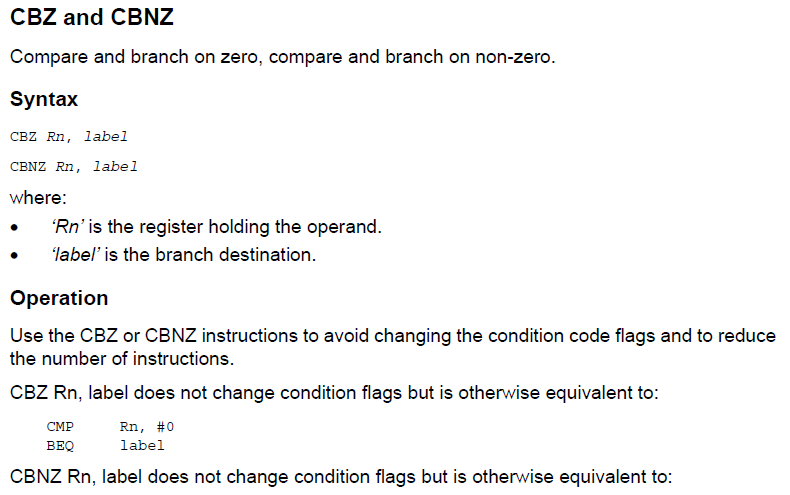 CBZ and CBNZ
Compare and branch on zero, compare and branch on non-zero.
Syntax
CBZ Rn, label
CBNZ Rn, label
where:
• ‘Rn’ is the register holding the operand.
• ‘label’ is the branch destination.
Operation
Use the CBZ or CBNZ instructions to avoid changing the condition code flags and to reduce
the number of instructions.
CBZ Rn, label does not change condition flags but is otherwise equivalent to:
CMP Rn, #0
BEQ label
CBNZ Rn, label does not change condition flags but is otherwise equivalent to: